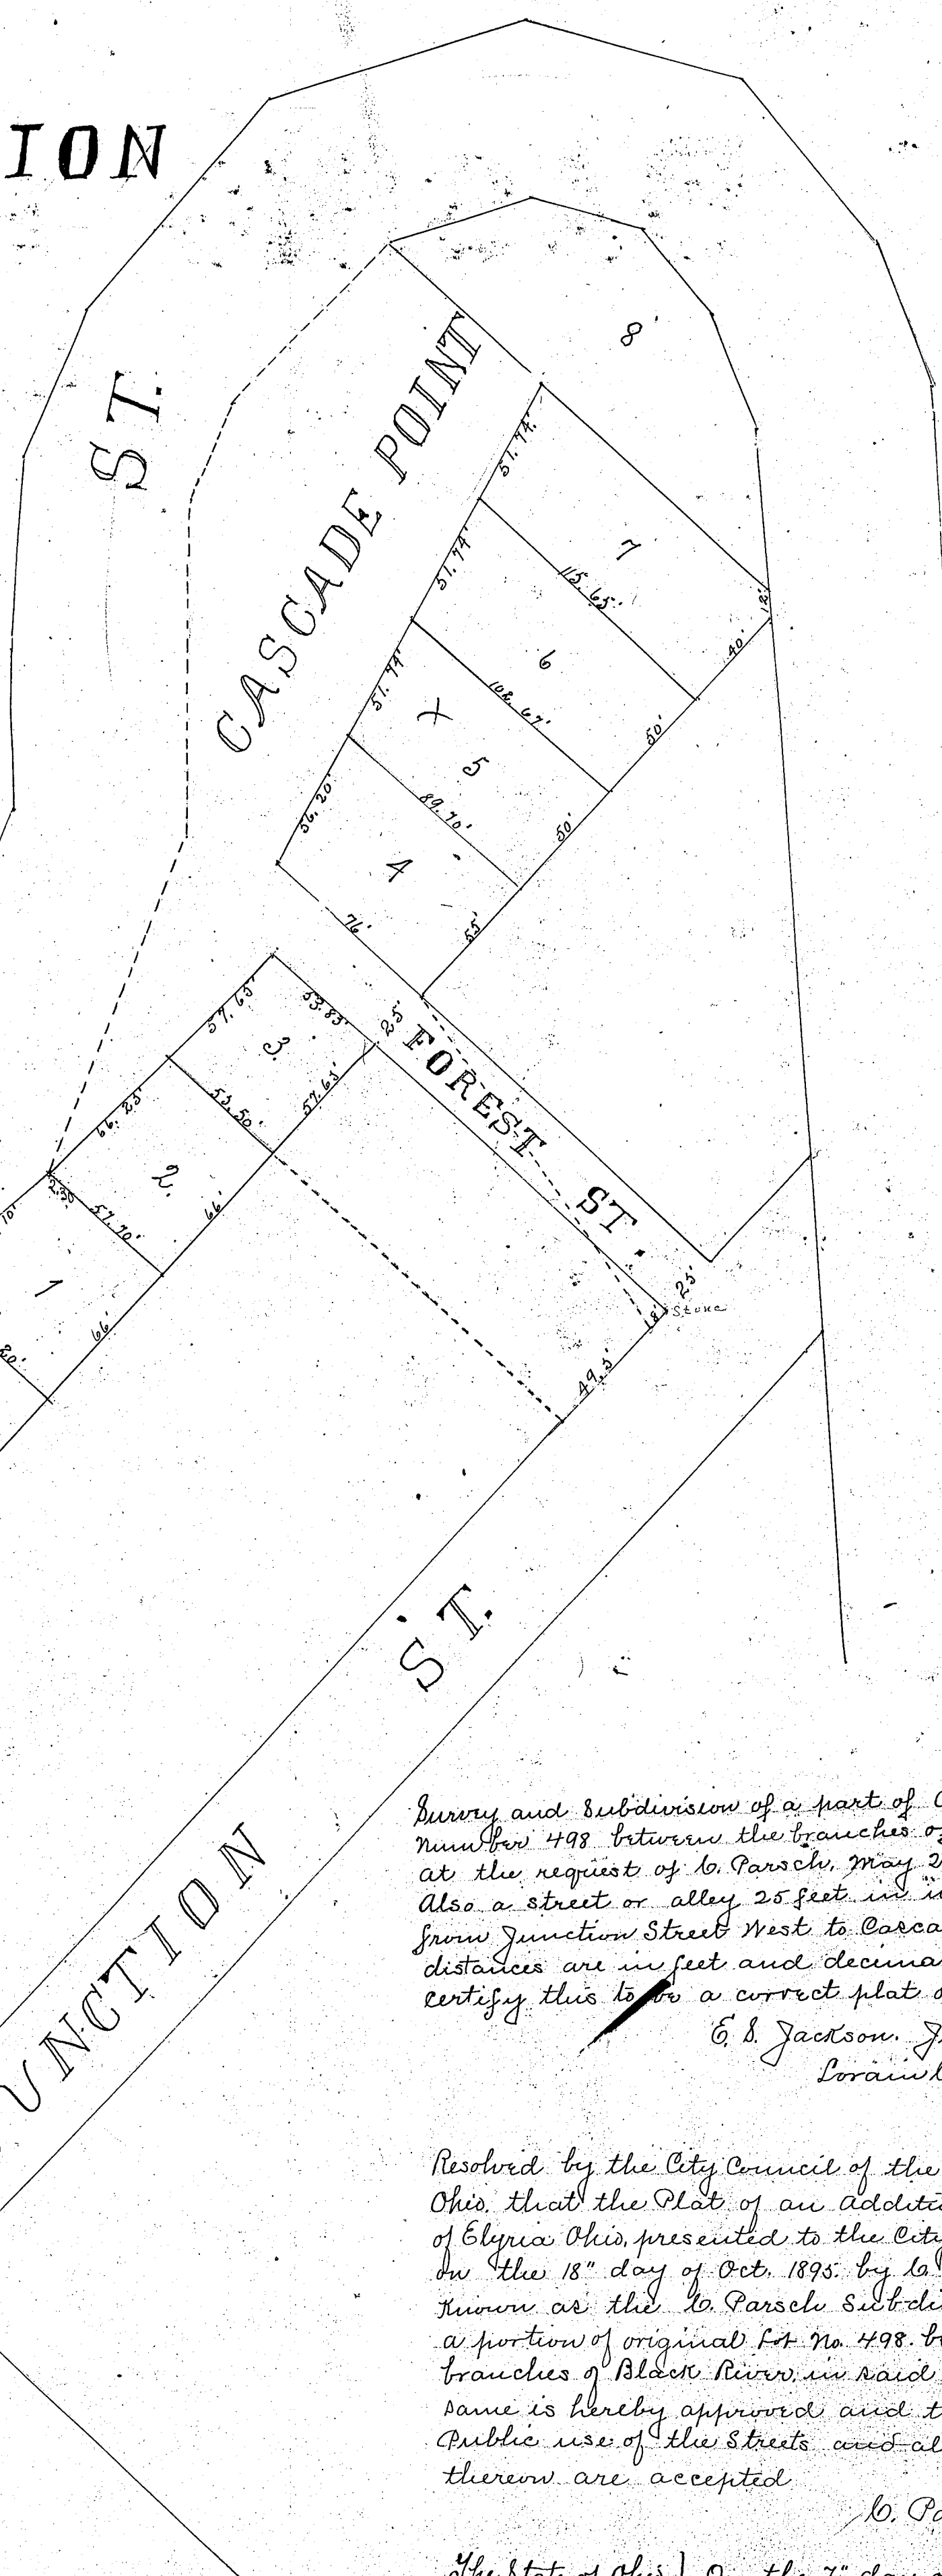 ION
ST.
CASCADE POINT
8
51.74'
7
51.74'
115.65.
12'
40'
6
51.74'
102.67.
50'
X
5
56.20
89.70.
50'
4
76.
55'
57.65'
53.55'
25'
FOREST ST.
3
66.25'
53.50.
57.65'
2.
57.70.
66'
1
66'
25'
Stone
49.5
ST.
UNCTION
Survey and Subdivision of a part of
Number 498 between the branches o
at the request of C. Parsch, May 2
Also a street or alley 25 feet in
from Junction Street West to Casca
distances are in feet and decima
certify this to be a correct plat o
E. S. Jackson. J.
Lorain
Resolved by the City Council of the
Ohio, that the Plat of an Additi
of Elyria Ohio, presented to the City
On the 18" day of Oct. 1895. by C.
Known as the C. Parsch Subdi
a portion of original Lot No. 498. b
branches of Black River, in said
same is hereby approved and t
Public use of the Streets and al
thereon are accepted.
C. Pa
The State of Ohio